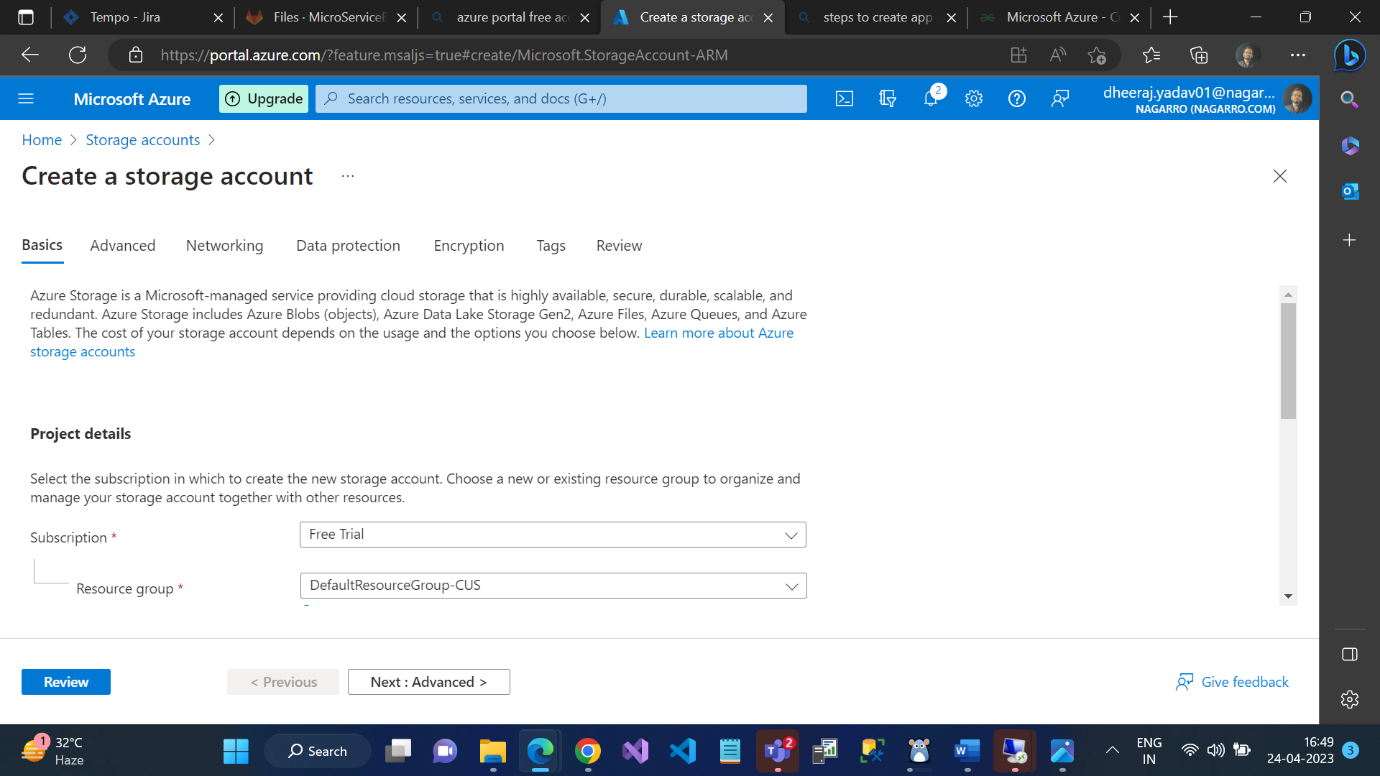 Tempo - Jira
Files · MicroServiceE
azure portal free ac
Create a storage acc
steps to create app
Microsoft Azure - C
https://portal.azure.com/?feature.msaljs=true#create/Microsoft.StorageAccount-ARM
Microsoft Azure
Upgrade
Search resources, services, and docs (G+/)
2
dheeraj.yadav01@nagar...
NAGARRO (NAGARRO.COM)
Home > Storage accounts >
Create a storage account ...
Basics Advanced Networking Data protection Encryption Tags Review
Azure Storage is a Microsoft-managed service providing cloud storage that is highly available, secure, durable, scalable, and
redundant. Azure Storage includes Azure Blobs (objects), Azure Data Lake Storage Gen2, Azure Files, Azure Queues, and Azure
Tables. The cost of your storage account depends on the usage and the options you choose below. Learn more about Azure
storage accounts
Project details
Select the subscription in which to create the new storage account. Choose a new or existing resource group to organize and
manage your storage account together with other resources.
Subscription *
Free Trial
Resource group *
DefaultResourceGroup-CUS
Review
< Previous
Next : Advanced >
Give feedback
1
32°C
Haze
Search
2
ENG
IN
16:49
24-04-2023
3